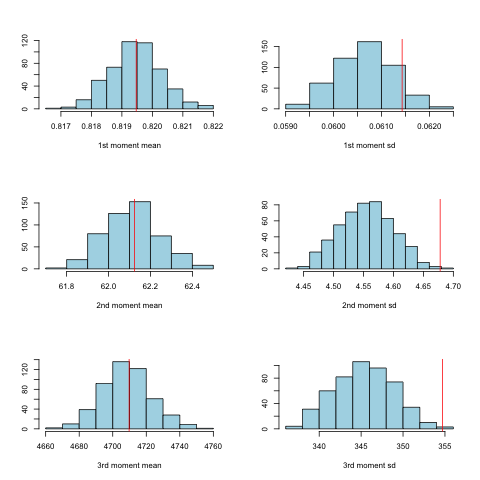 0 40 80 120
0.817 0.818 0.819 0.820 0.821 0.822
1st moment mean
0 50 100 150
0.0590 0.0600 0.0610 0.0620
1st moment sd
0 50 100 150
61.8 62.0 62.2 62.4
2nd moment mean
0 20 40 60 80
4.45 4.50 4.55 4.60 4.65 4.70
2nd moment sd
0 40 80 120
4660 4680 4700 4720 4740 4760
3rd moment mean
0 40 80
340 345 350 355
3rd moment sd